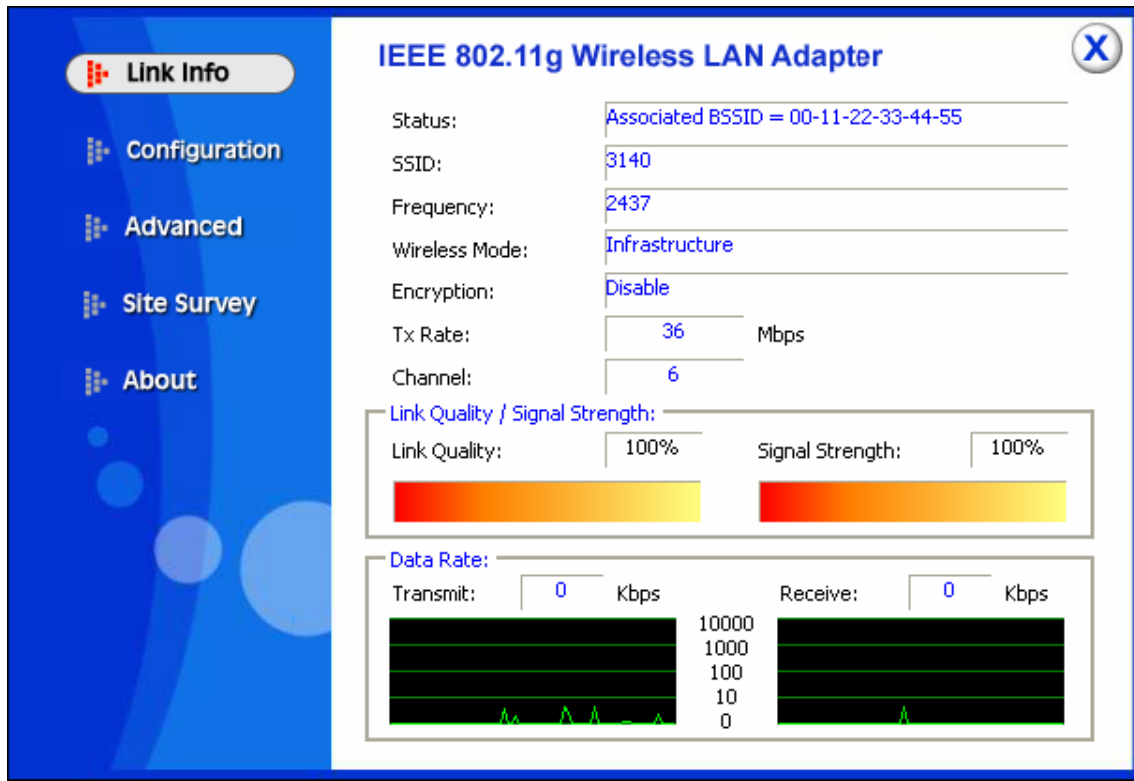 Link Info
Configuration
Advanced
Site Survey
About
IEEE 802.11g Wireless LAN Adapter
X
Status: Associated BSSID = 00-11-22-33-44-55
SSID: 3140
Frequency: 2437
Wireless Mode: Infrastructure
Encryption: Disable
Tx Rate: 36 Mbps
Channel: 6
Link Quality / Signal Strength:
Link Quality: 100% Signal Strength: 100%
Data Rate:
Transmit: 0 Kbps Receive: 0 Kbps
10000
1000
100
10
0